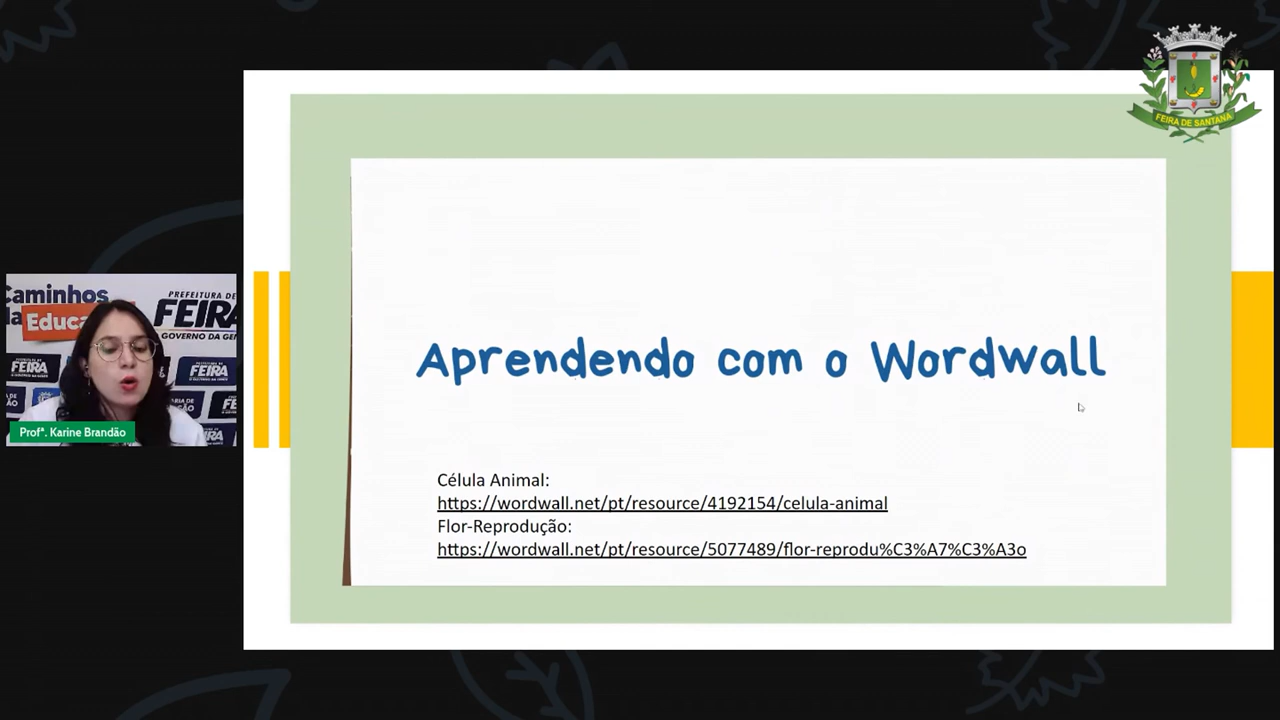 FEIRA DE SANTANA
Aprendendo com o Wordwall
Célula Animal:
https://wordwall.net/pt/resource/4192154/celula-animal
Flor-Reprodução:
https://wordwall.net/pt/resource/5077489/flor-reprodu%C3%A7%C3%A3o
Caminhos
da
Educa
PREFEITURA DE
FEIRA
GOVERNO DA GEN
FEIRA
FEIRA
Profª. Karine Brandão